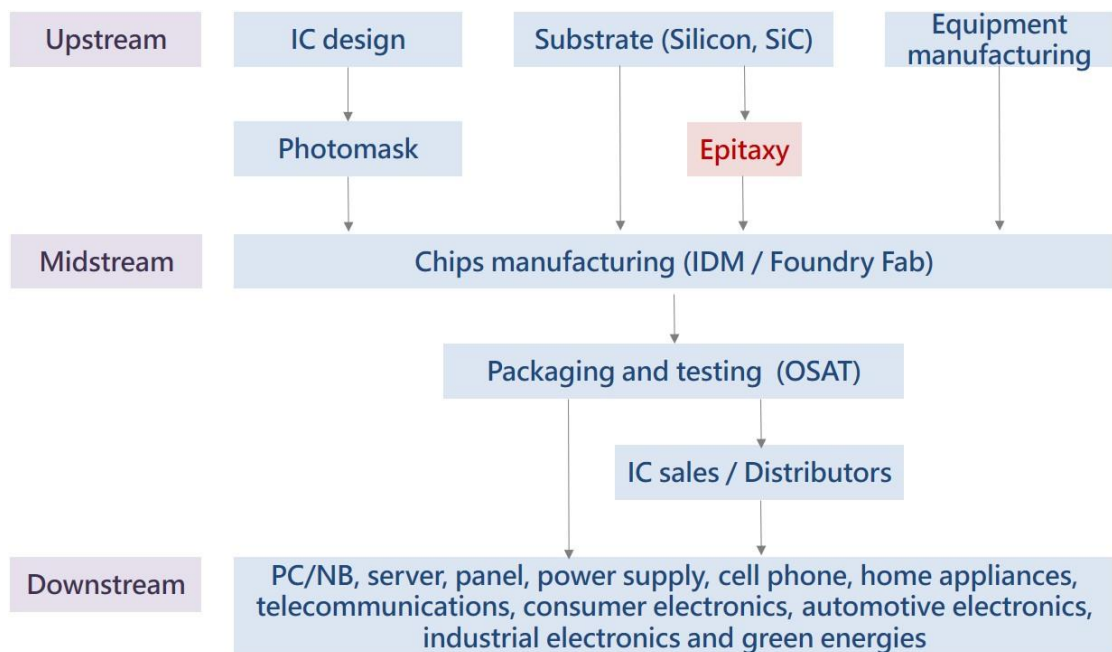 Upstream
IC design
Substrate (Silicon, SiC)
Equipment
manufacturing
Photomask
Epitaxy
Midstream
Chips manufacturing (IDM / Foundry Fab)
Packaging and testing (OSAT)
IC sales / Distributors
Downstream
PC/NB, server, panel, power supply, cell phone, home appliances,
telecommunications, consumer electronics, automotive electronics,
industrial electronics and green energies